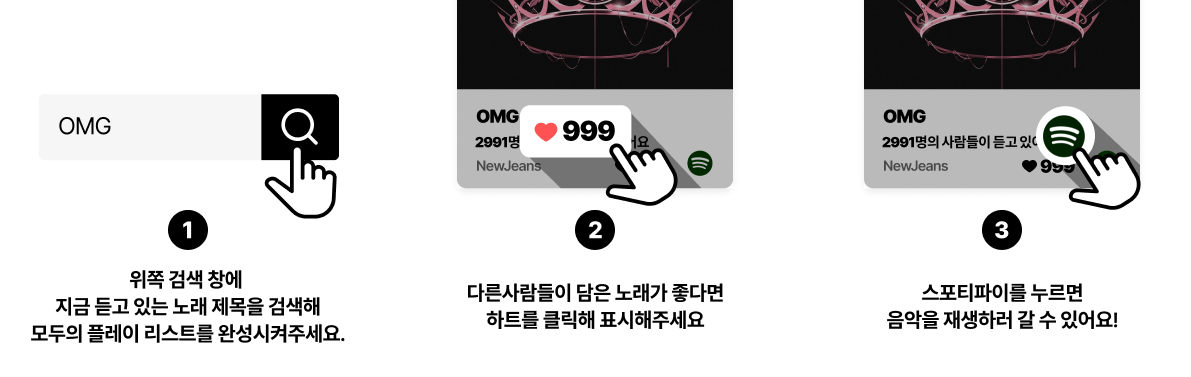 OMG
1
위쪽 검색 창에
지금 듣고 있는 노래 제목을 검색해
모두의 플레이 리스트를 완성시켜주세요.
OMG
999
2991명
어요
NewJeans
2
다른사람들이 담은 노래가 좋다면
하트를 클릭해 표시해주세요
OMG
2991명의 사람들이 듣고 있어
NewJeans
999
3
스포티파이를 누르면
음악을 재생하러 갈 수 있어요!